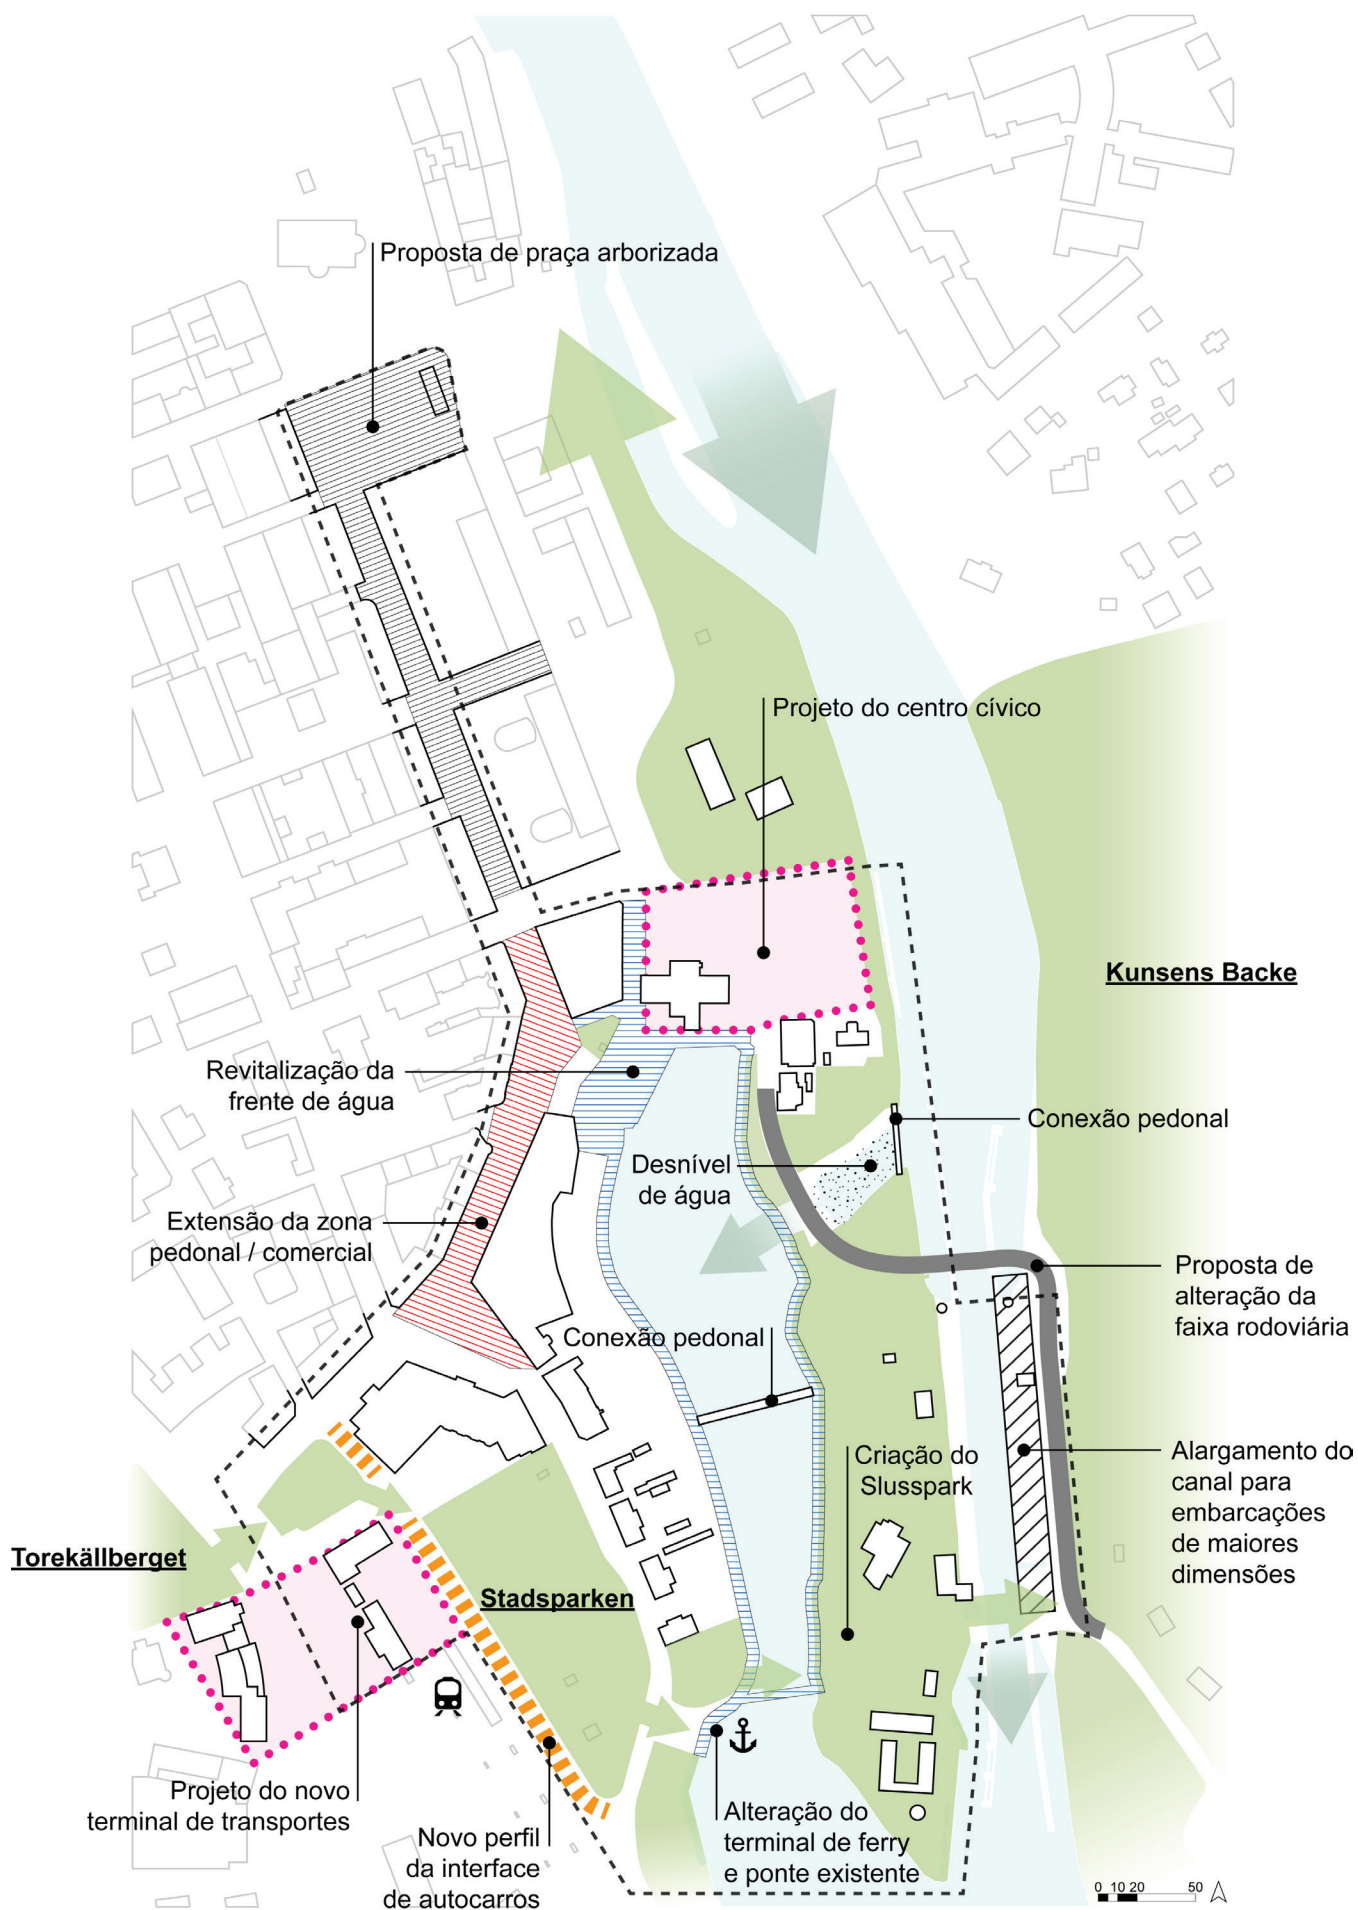 Proposta de praça arborizada
Projeto do centro cívico
Kunsens Backe
Revitalização da
frente de água
Conexão pedonal
Desnível
de água
Extensão da zona
pedonal / comercial
Proposta de
alteração da
faixa rodoviária
Conexão pedonal
Criação do
Slusspark
Alargamento do
canal para
embarcações
de maiores
dimensões
Torekällberget
Stadsparken
Projeto do novo
terminal de transportes
Novo perfil
da interface
de autocarros
Alteração do
terminal de ferry
e ponte existente
0 10 20 50